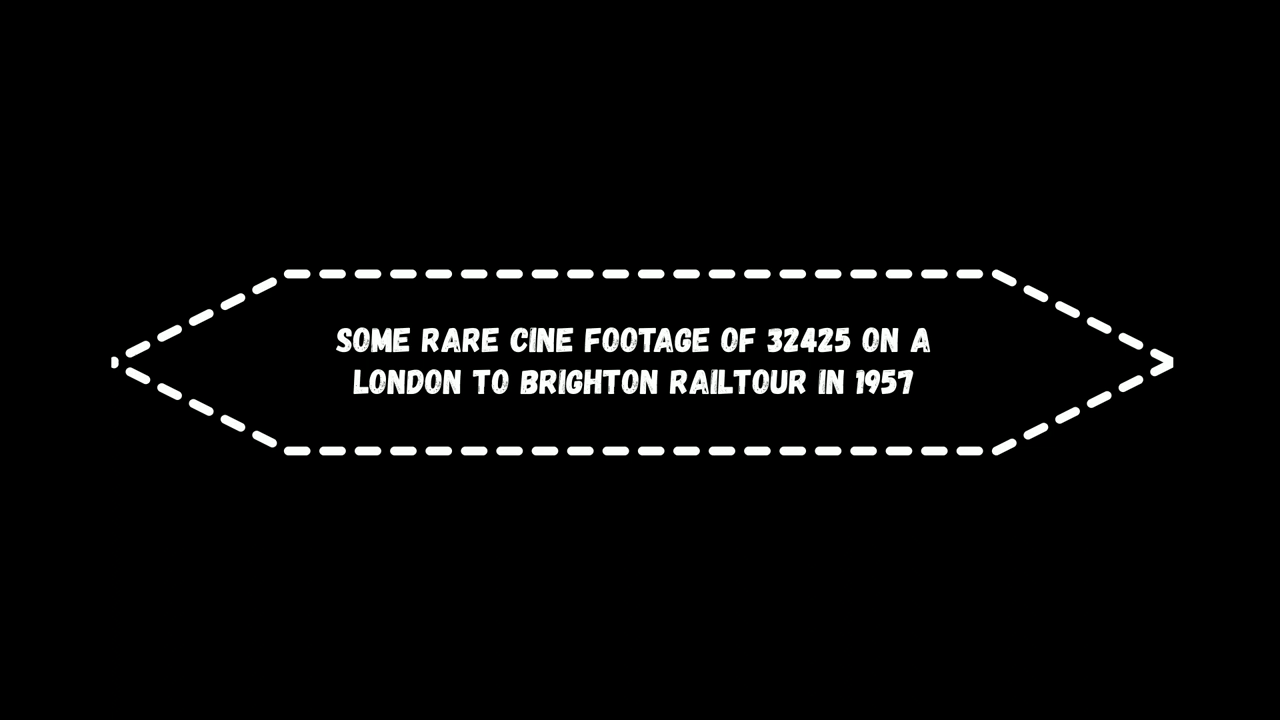 SOME RARE CINE FOOTAGE OF 32425 ON A
LONDON TO BRIGHTON RAILTOUR IN 1957